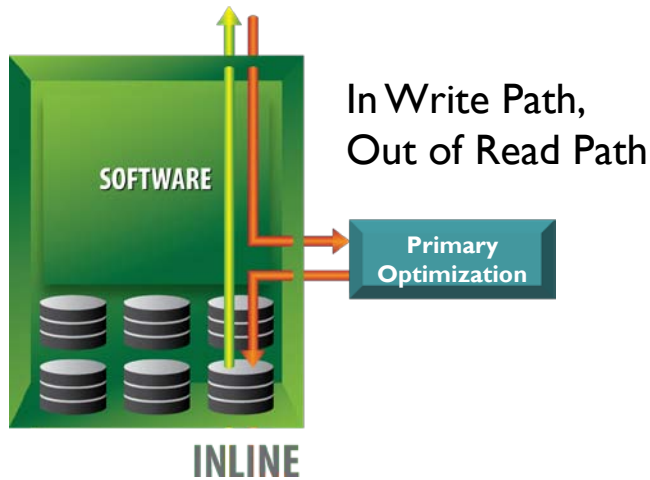 In Write Path,
Out of Read Path
SOFTWARE
Primary
Optimization
INLINE